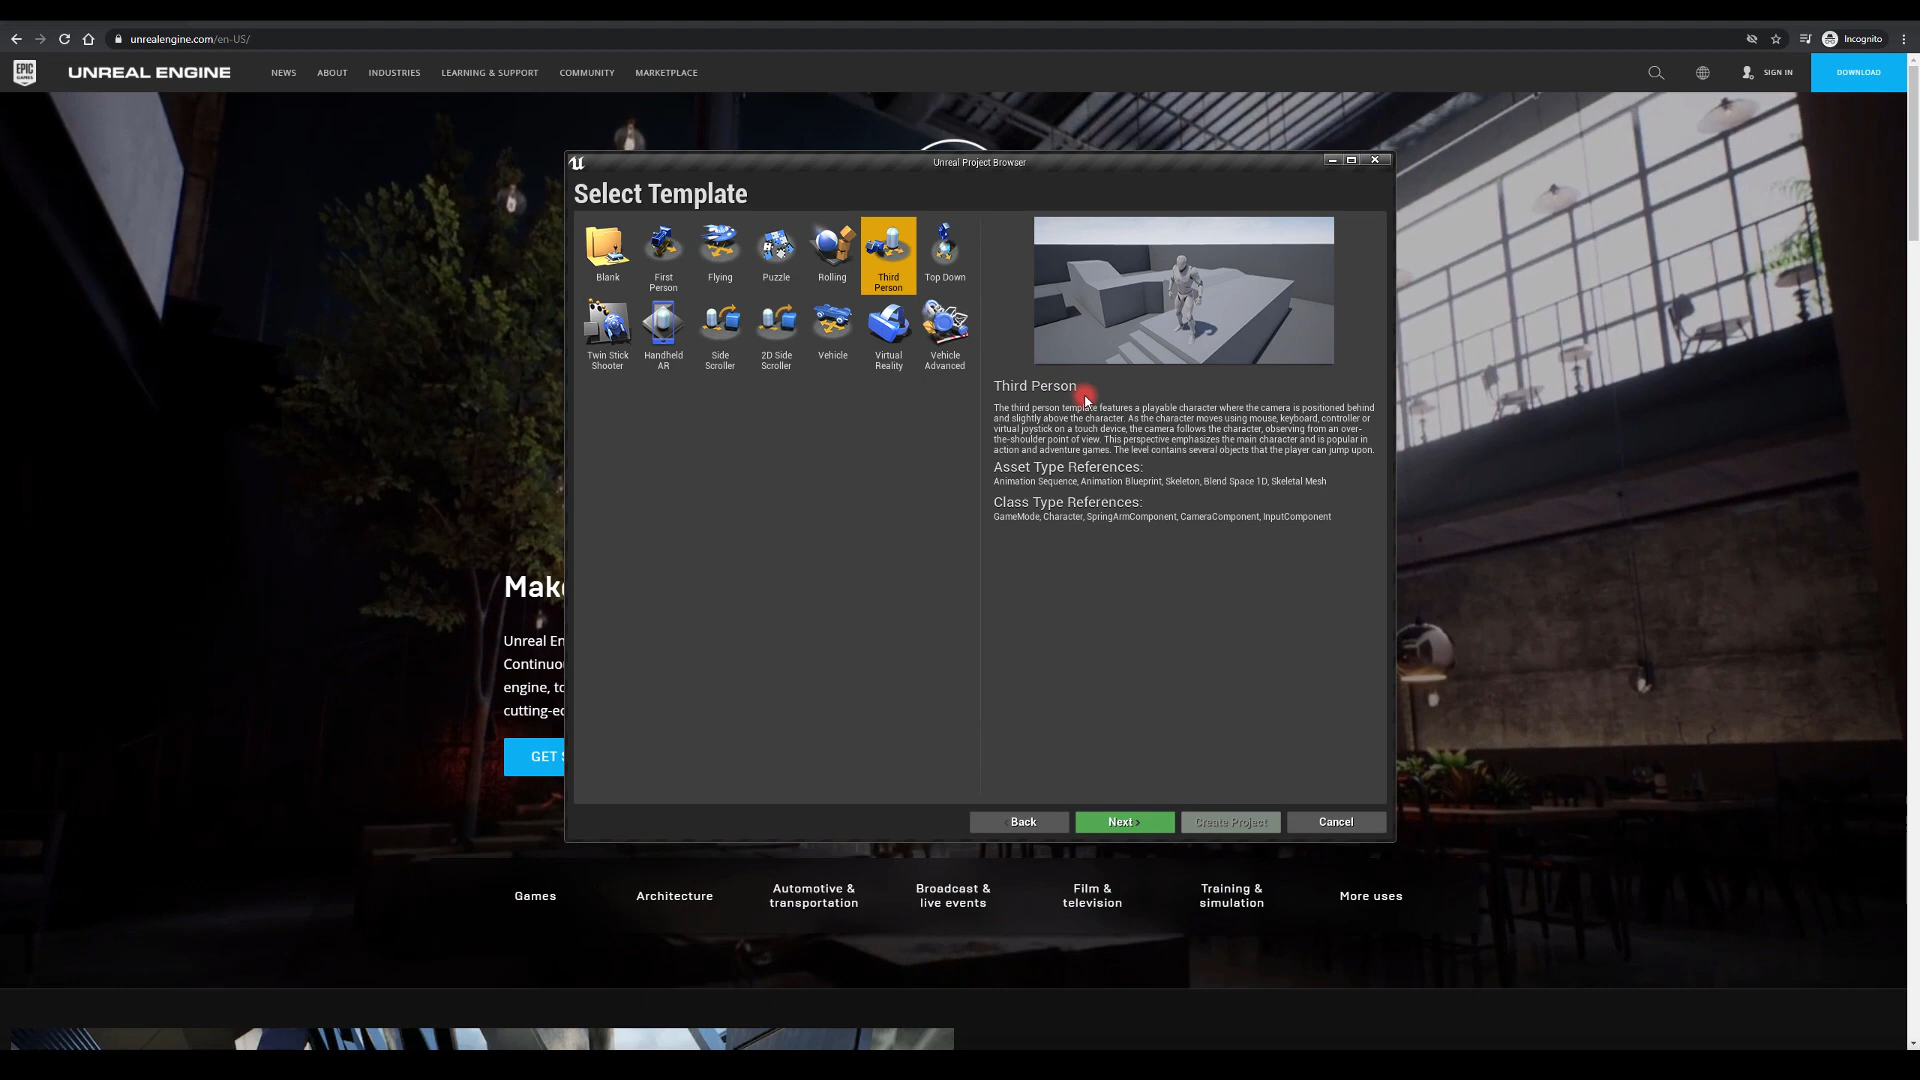 unrealengine.com/en-US/
Incognito
EPIC GAMES
UNREAL ENGINE
NEWS
ABOUT
INDUSTRIES
LEARNING & SUPPORT
COMMUNITY
MARKETPLACE
SIGN IN
DOWNLOAD
Unreal Project Browser
Select Template
Blank
First
Person
Flying
Puzzle
Rolling
Third
Person
Top Down
Twin Stick
Shooter
Handheld
AR
Side
Scroller
2D Side
Scroller
Vehicle
Virtual
Reality
Vehicle
Advanced
Third Person
The third person template features a playable character where the camera is positioned behind
and slightly above the character. As the character moves using mouse, keyboard, controller or
virtual joystick on a touch device, the camera follows the character, observing from an over-
the-shoulder point of view. This perspective emphasizes the main character and is popular in
action and adventure games. The level contains several objects that the player can jump upon.
Asset Type References:
Animation Sequence, Animation Blueprint, Skeleton, Blend Space 1D, Skeletal Mesh
Class Type References:
GameMode, Character, SpringArmComponent, CameraComponent, InputComponent
Make
Unreal En
Continuou
engine, to
cutting-ed
GET S
Back
Next >
Create Project
Cancel
Games
Architecture
Automotive &
transportation
Broadcast &
live events
Film &
television
Training &
simulation
More uses